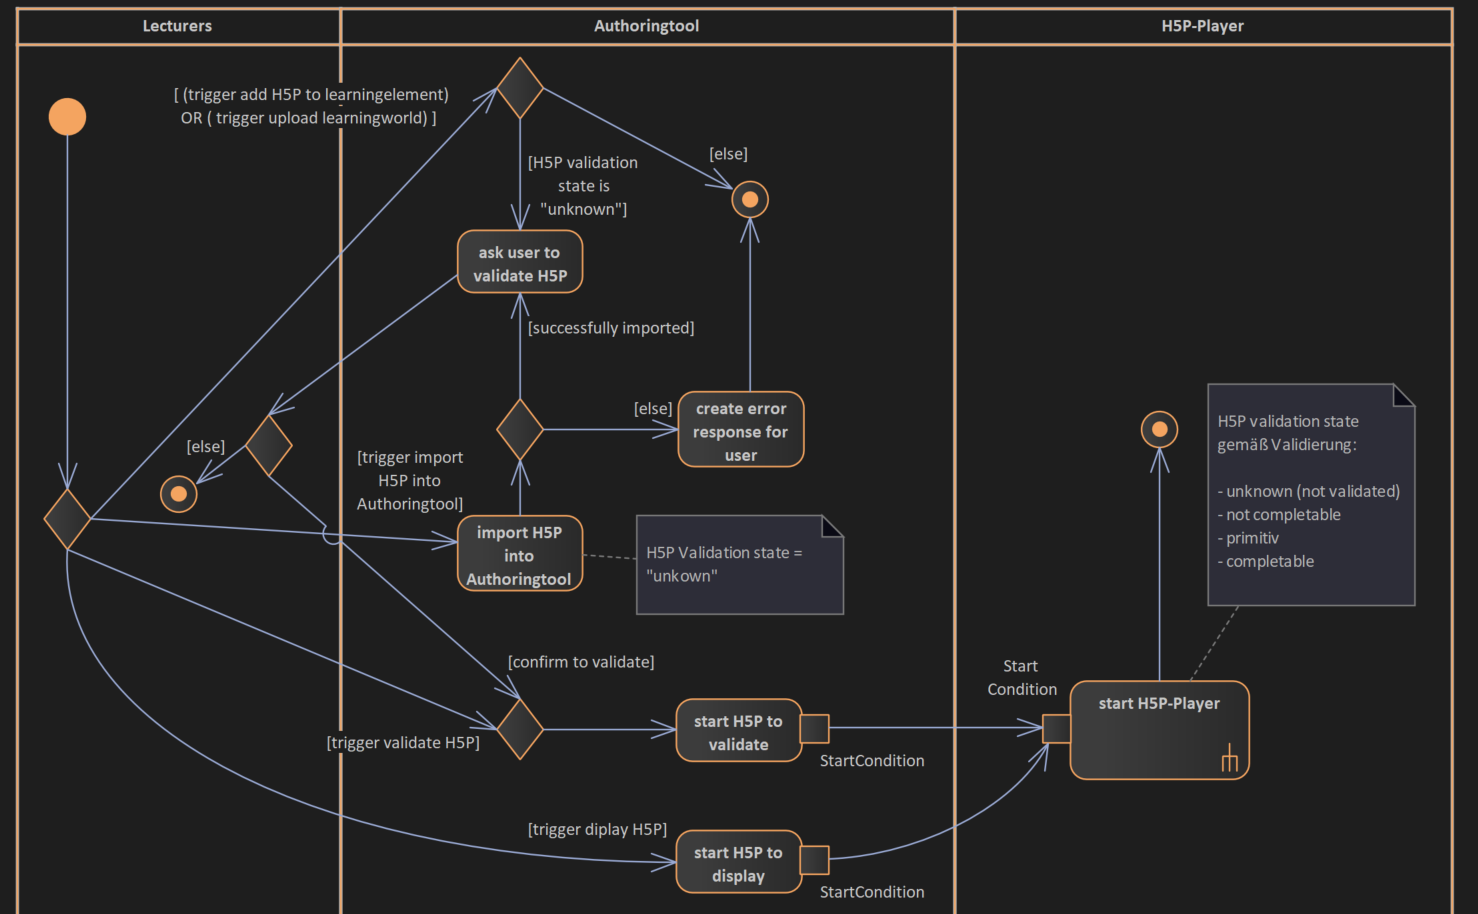 Lecturers
Authoringtool
H5P-Player
[ (trigger add H5P to learningelement)
OR ( trigger upload learningworld) ]
[else]
[H5P validation
state is
"unknown"]
ask user to
validate H5P
[successfully imported]
[else]
create error
response for
user
[else]
[trigger import
H5P into
Authoringtool]
import H5P
into
Authoringtool
H5P Validation state =
"unkown"
H5P validation state
gemäß Validierung:
- unknown (not validated)
- not completable
- primitiv
- completable
[confirm to validate]
Start
Condition
start H5P-Player
[trigger validate H5P]
start H5P to
validate
StartCondition
[trigger diplay H5P]
start H5P to
display
StartCondition